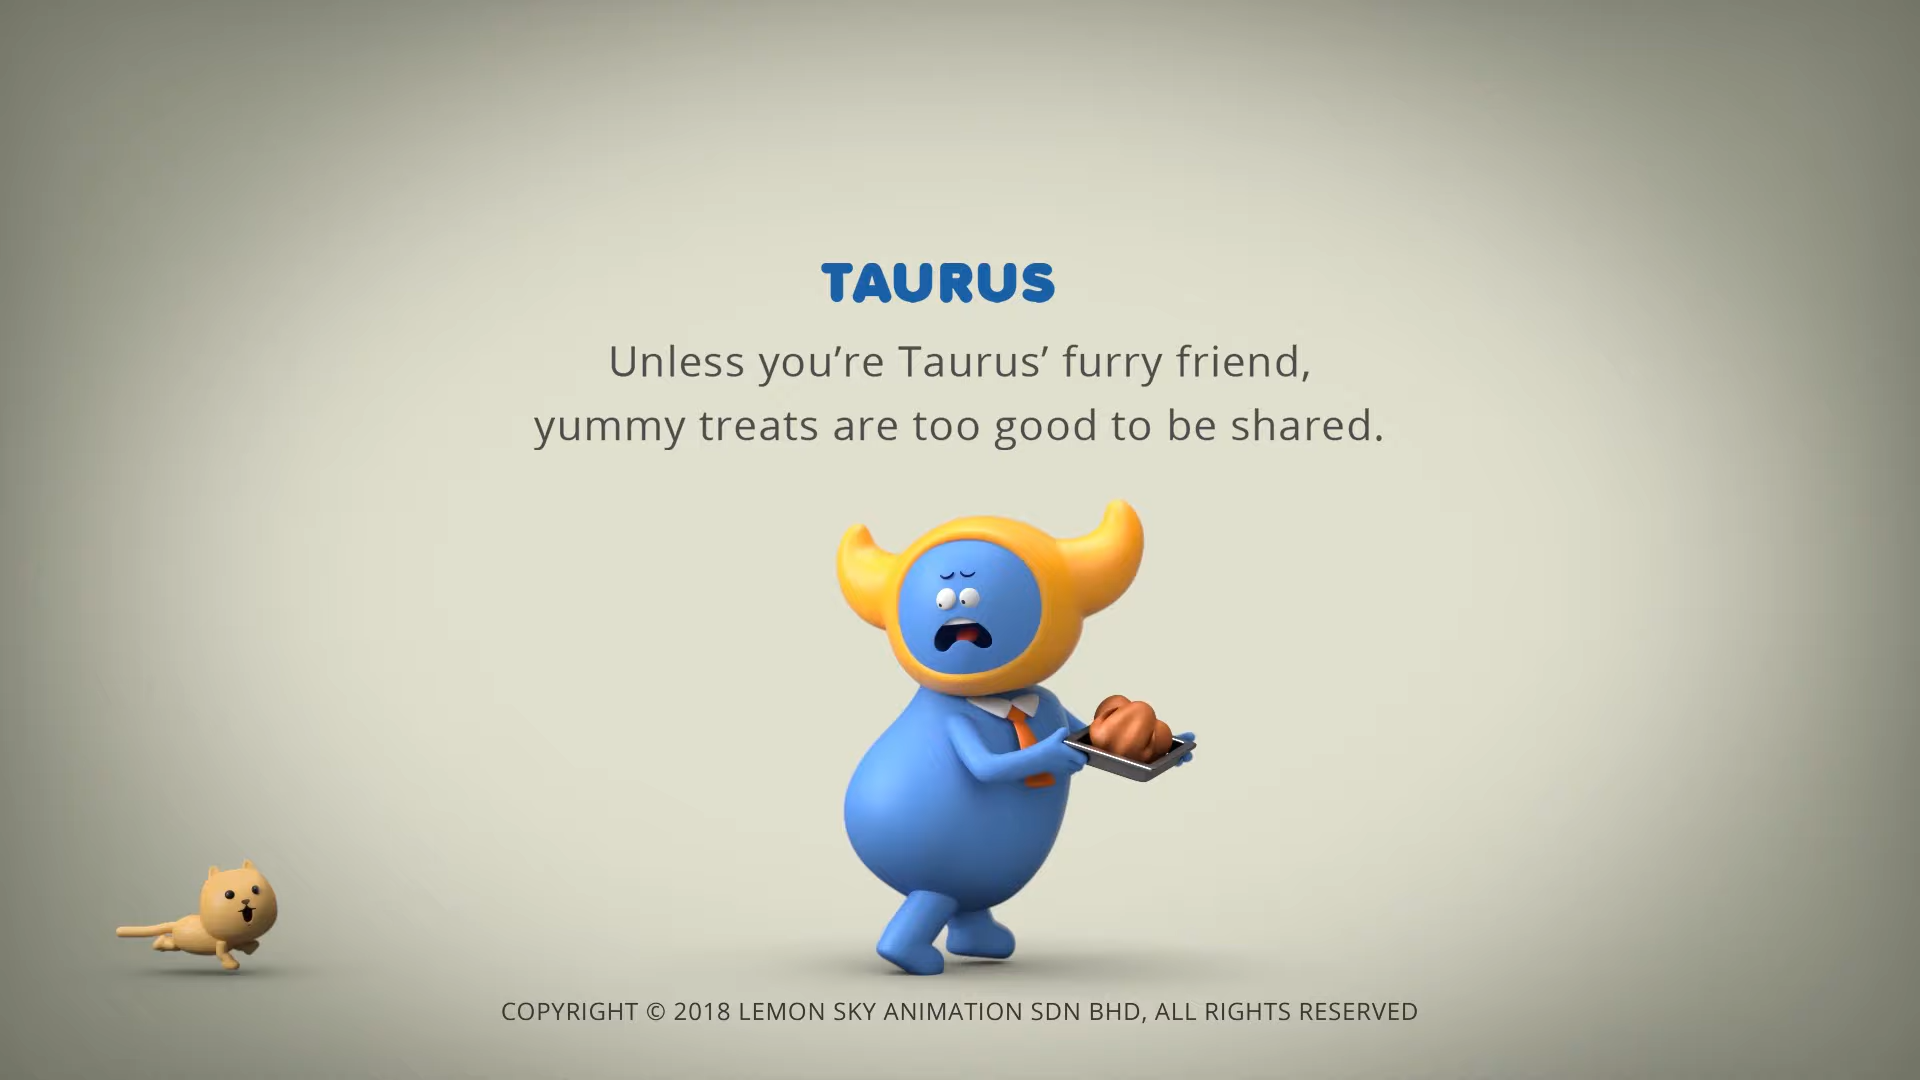 TAURUS
Unless you’re Taurus’ furry friend,
yummy treats are too good to be shared.
COPYRIGHT © 2018 LEMON SKY ANIMATION SDN BHD, ALL RIGHTS RESERVED